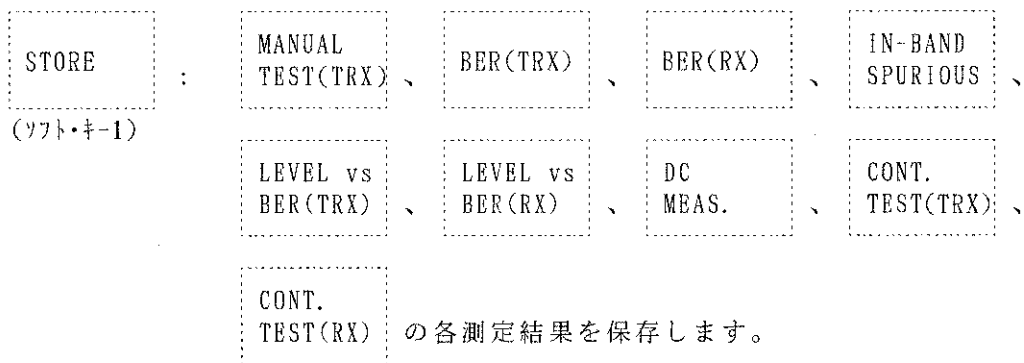 STORE : MANUAL TEST(TRX)、 BER(TRX)、 BER(RX)、 IN-BAND SPURIOUS、
(ソフト・キー1)
LEVEL vs BER(TRX)、 LEVEL vs BER(RX)、 DC MEAS.、 CONT. TEST(TRX)、
CONT. TEST(RX) の各測定結果を保存します。